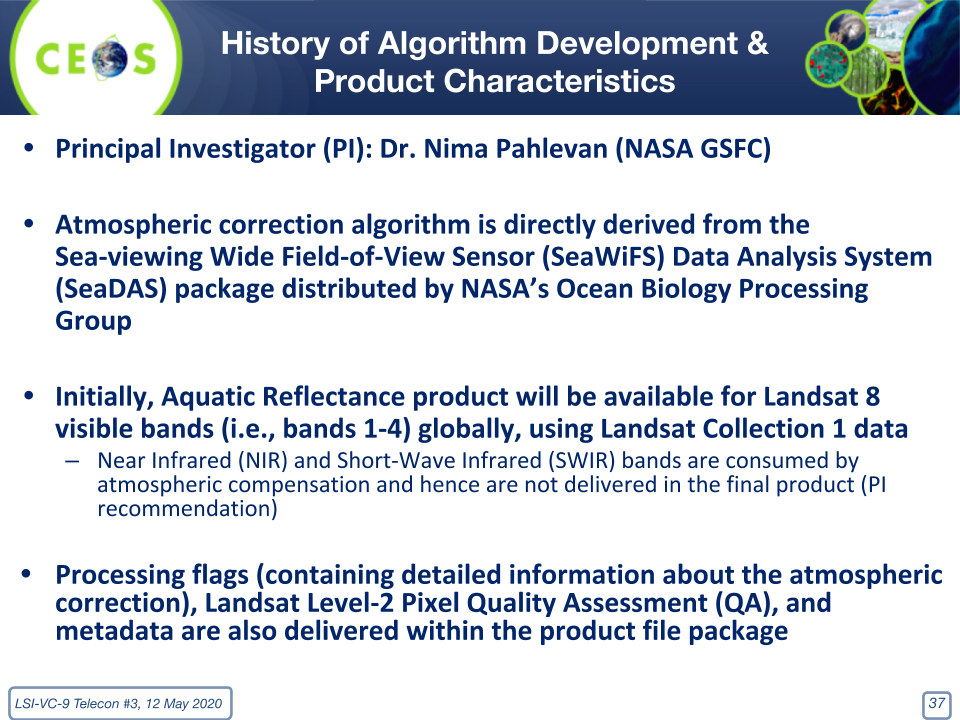 CEOS
History of Algorithm Development &
Product Characteristics
• Principal Investigator (PI): Dr. Nima Pahlevan (NASA GSFC)
• Atmospheric correction algorithm is directly derived from the
Sea-viewing Wide Field-of-View Sensor (SeaWiFS) Data Analysis System
(SeaDAS) package distributed by NASA’s Ocean Biology Processing
Group
• Initially, Aquatic Reflectance product will be available for Landsat 8
visible bands (i.e., bands 1-4) globally, using Landsat Collection 1 data
– Near Infrared (NIR) and Short-Wave Infrared (SWIR) bands are consumed by
atmospheric compensation and hence are not delivered in the final product (PI
recommendation)
• Processing flags (containing detailed information about the atmospheric
correction), Landsat Level-2 Pixel Quality Assessment (QA), and
metadata are also delivered within the product file package
LSI-VC-9 Telecon #3, 12 May 2020
37